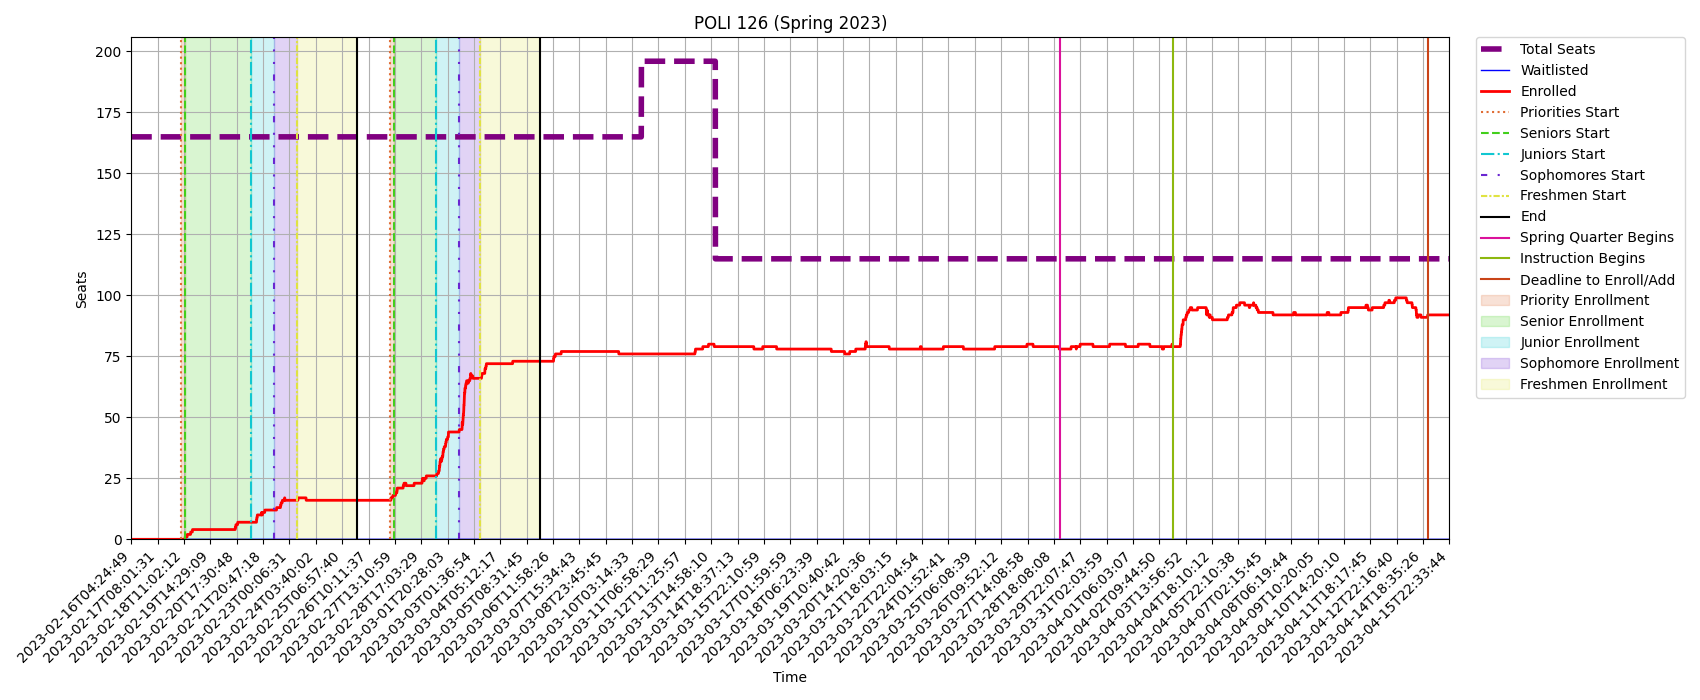 POLI 126 (Spring 2023)
Seats
200
175
150
125
100
75
50
25
0
2023-02-16T04:24:49
2023-02-17T08:01:31
2023-02-18T11:02:12
2023-02-19T14:29:09
2023-02-20T17:30:48
2023-02-21T20:47:18
2023-02-23T00:06:31
2023-02-24T03:40:02
2023-02-25T06:57:40
2023-02-26T10:11:37
2023-02-27T13:10:59
2023-02-28T17:03:29
2023-03-01T20:28:03
2023-03-03T01:36:54
2023-03-04T05:12:17
2023-03-05T08:31:45
2023-03-06T11:58:26
2023-03-07T15:34:43
2023-03-08T23:45:45
2023-03-10T03:14:33
2023-03-11T06:58:29
2023-03-12T11:25:57
2023-03-13T14:58:10
2023-03-14T18:37:13
2023-03-15T22:10:59
2023-03-17T01:59:59
2023-03-18T06:23:39
2023-03-19T10:40:42
2023-03-20T14:20:36
2023-03-21T18:03:15
2023-03-22T22:04:54
2023-03-24T01:52:41
2023-03-25T06:08:39
2023-03-26T09:52:12
2023-03-27T14:08:58
2023-03-28T18:08:08
2023-03-29T22:07:47
2023-03-31T02:03:59
2023-04-01T06:03:07
2023-04-02T09:44:50
2023-04-03T13:56:52
2023-04-04T18:10:12
2023-04-05T22:10:38
2023-04-07T02:15:45
2023-04-08T06:19:44
2023-04-09T10:20:05
2023-04-10T14:20:10
2023-04-11T18:17:45
2023-04-12T22:16:40
2023-04-14T18:35:26
2023-04-15T22:33:44
Time
Total Seats
Waitlisted
Enrolled
Priorities Start
Seniors Start
Juniors Start
Sophomores Start
Freshmen Start
End
Spring Quarter Begins
Instruction Begins
Deadline to Enroll/Add
Priority Enrollment
Senior Enrollment
Junior Enrollment
Sophomore Enrollment
Freshmen Enrollment